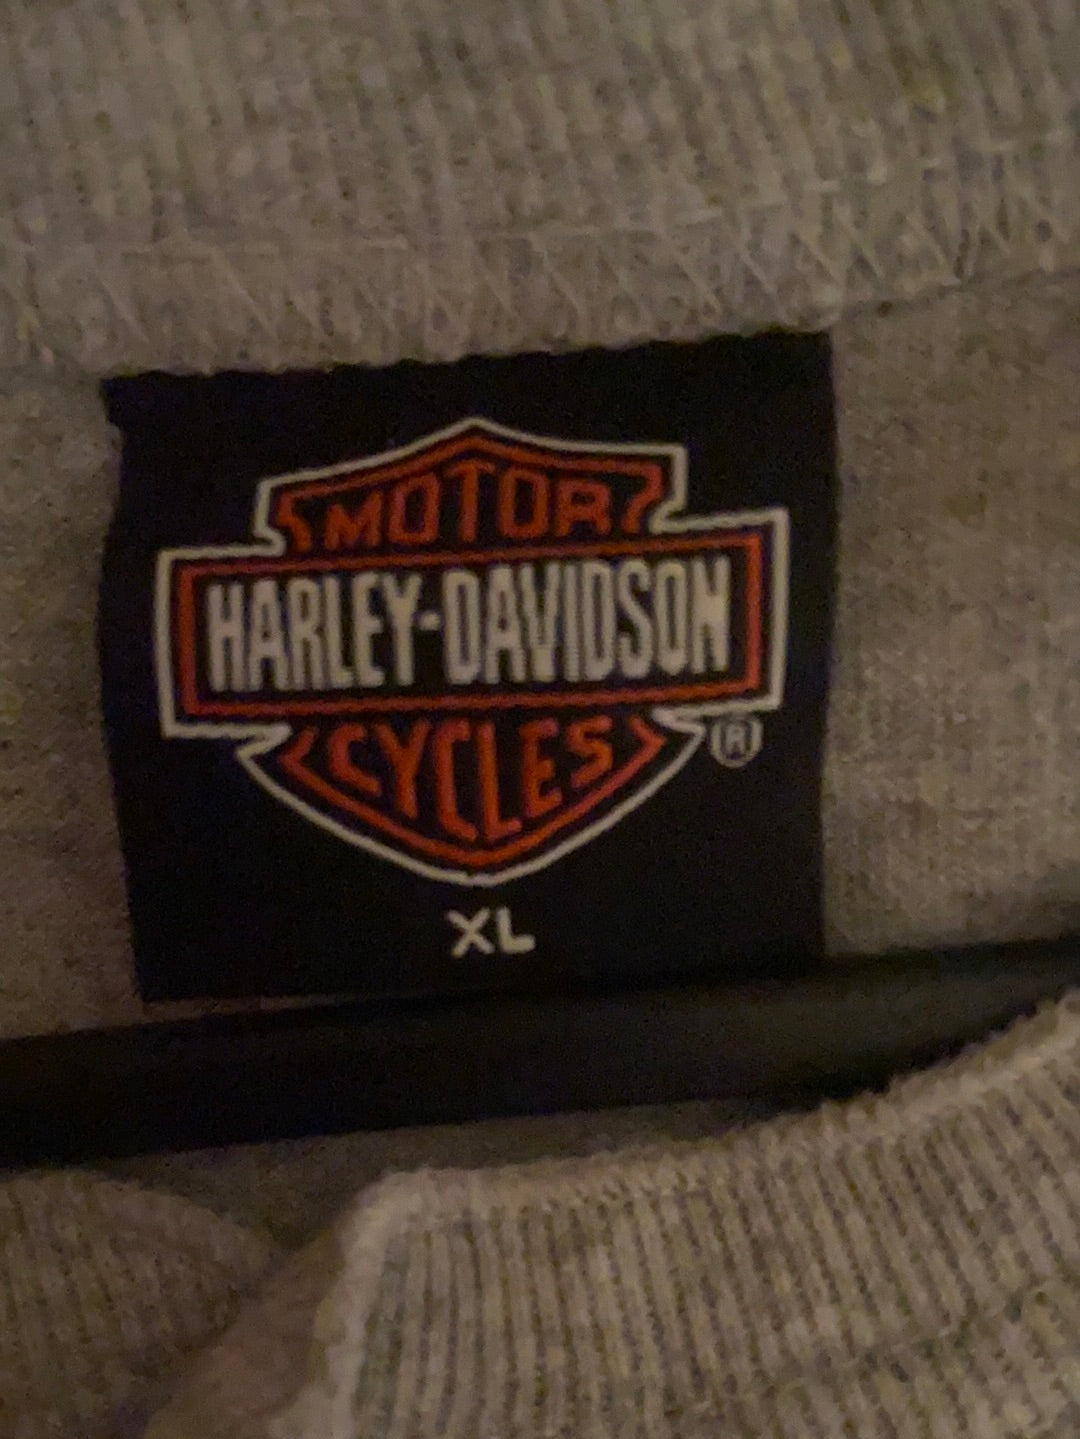 MOTOR
HARLEY-DAVIDSON
CYCLES
®
XL